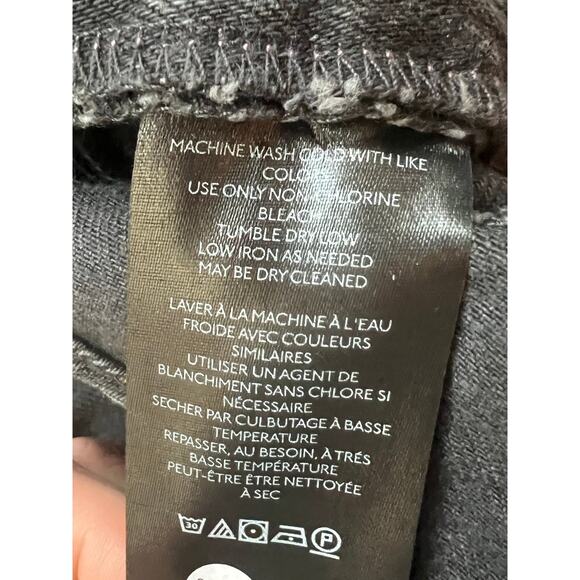 MACHINE WASH COLD WITH LIKE
COLORS
USE ONLY NON-CHLORINE
BLEACH
TUMBLE DRY LOW
LOW IRON AS NEEDED
MAY BE DRY CLEANED
LAVER À LA MACHINE À L'EAU
FROIDE AVEC COULEURS
SIMILAIRES
UTILISER UN AGENT DE
BLANCHIMENT SANS CHLORE SI
NÉCESSAIRE
SECHER PAR CULBUTAGE À BASSE
TEMPERATURE
REPASSER, AU BESOIN, À TRÉS
BASSE TEMPÉRATURE
PEUT-ÊTRE ÊTRE NETTOYÉE
À SEC
30 P